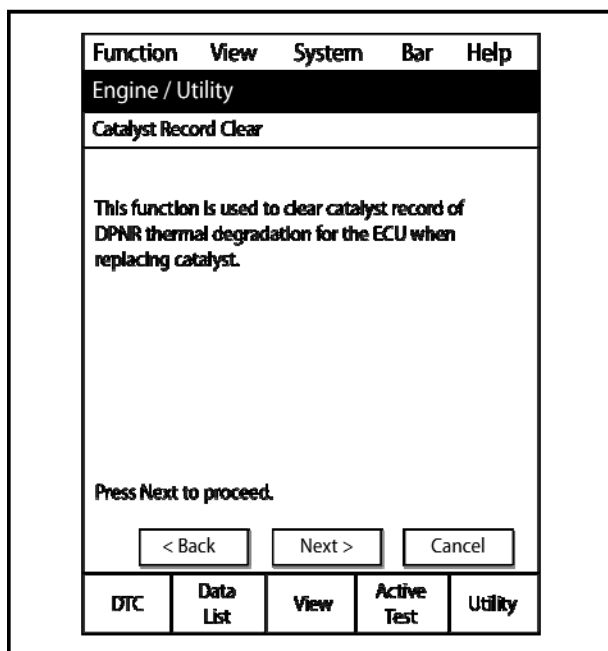 Function View System Bar Help
Engine / Utility
Catalyst Record Clear
This function is used to clear catalyst record of
DPNR thermal degradation for the ECU when
replacing catalyst.
Press Next to proceed.
< Back Next > Cancel
DTC Data List View Active Test Utility